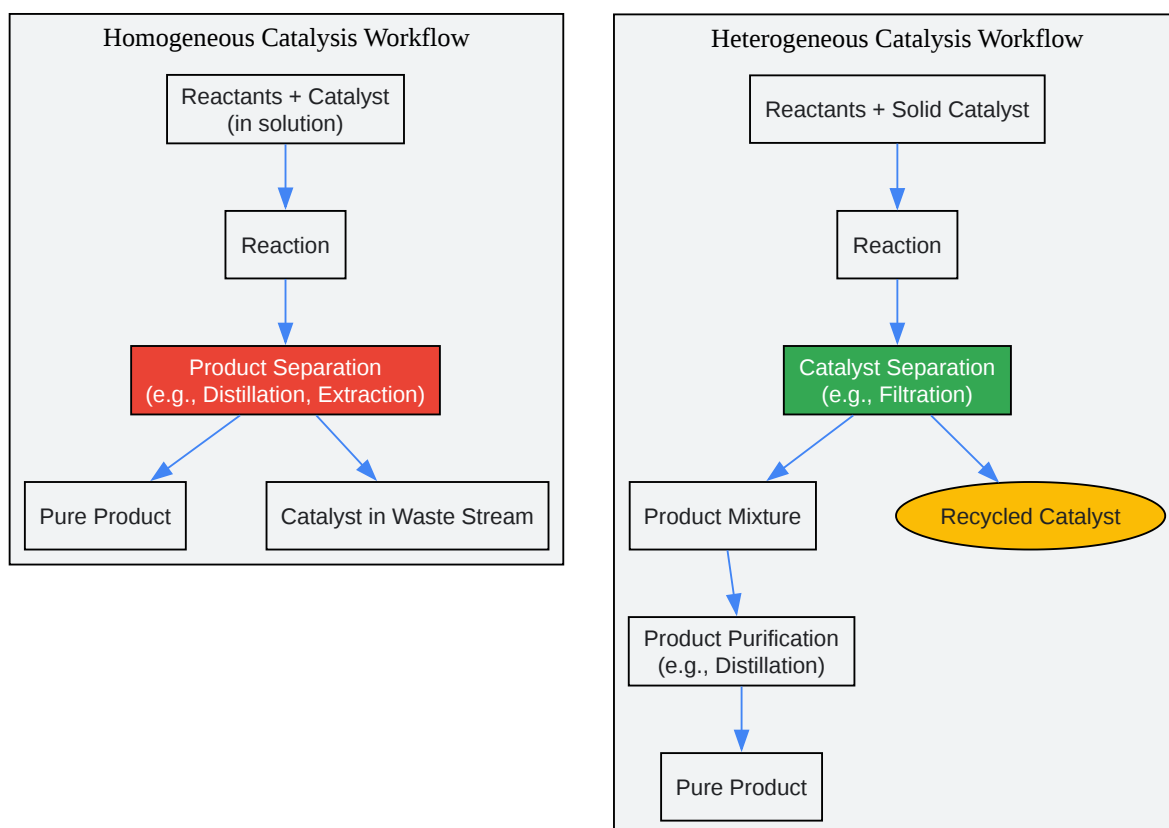 Homogeneous Catalysis Workflow
Reactants + Catalyst
(in solution)
Reaction
Product Separation
(e.g., Distillation, Extraction)
Pure Product
Catalyst in Waste Stream
Heterogeneous Catalysis Workflow
Reactants + Solid Catalyst
Reaction
Catalyst Separation
(e.g., Filtration)
Product Mixture
Recycled Catalyst
Product Purification
(e.g., Distillation)
Pure Product